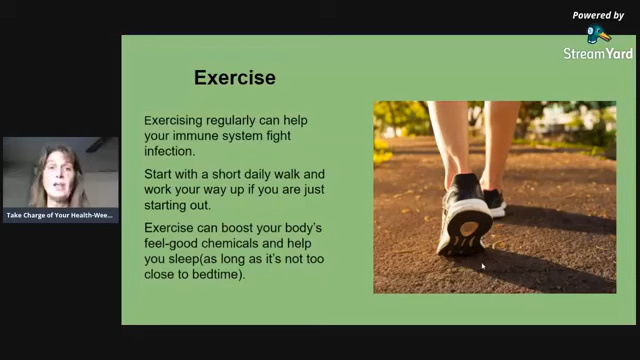 Powered by
StreamYard
Exercise
Exercising regularly can help
your immune system fight
infection.
Start with a short daily walk and
work your way up if you are just
starting out.
Exercise can boost your body's
feel-good chemicals and help
you sleep(as long as it's not too
close to bedtime).
Take Charge of Your Health-Wee...